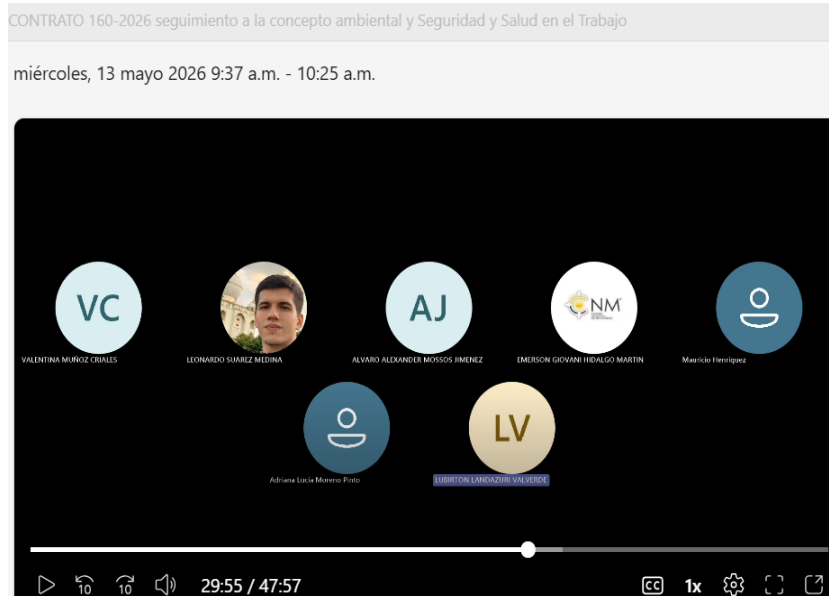 CONTRATO 160-2026 seguimiento a la concepto ambiental y Seguridad y Salud en el Trabajo
miércoles, 13 mayo 2026 9:37 a.m. - 10:25 a.m.
VC
AJ
NM
VALENTINA MUÑOZ CRIALES
LEONARDO SUAREZ MEDINA
ALVARO ALEXANDER MOSSOS JIMENEZ
EMERSON GIOVANI HIDALGO MARTIN
Mauricio Henriquez
LV
Adriana Lucia Moreno Pinto
LUBIRTON LANDAZURI VALVERDE
10
10
29:55 / 47:57
CC
1x